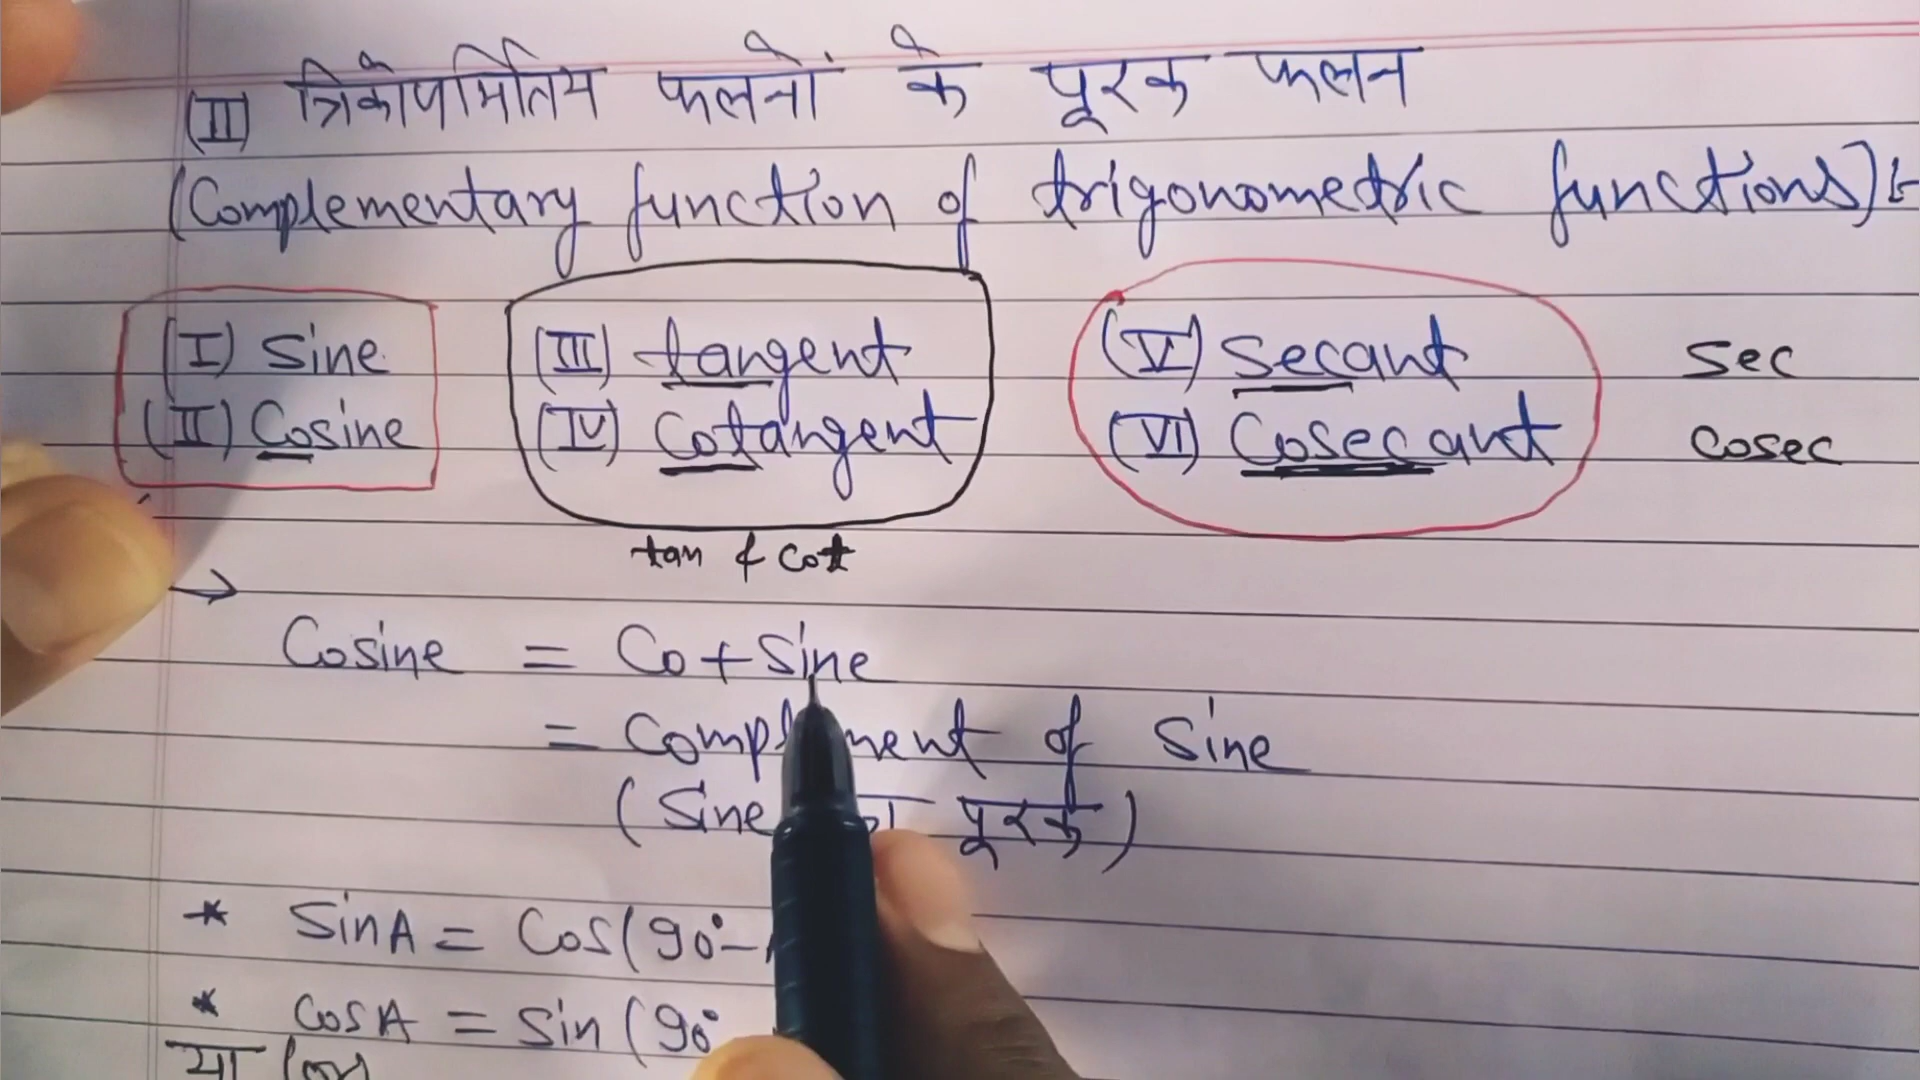 (II) त्रिकोणमितिय फलनों के पूरक फलन
(Complementary function of trigonometric functions):-
(I) Sine (III) tangent (V) Secant Sec
(II) Cosine (IV) Cotangent (VI) Cosecant Cosec
tan & Cot
→
Cosine = Co + Sine
= Complement of Sine
(Sine का पूरक)
* SinA = Cos(90°-
* CosA = Sin (90°
या (or)